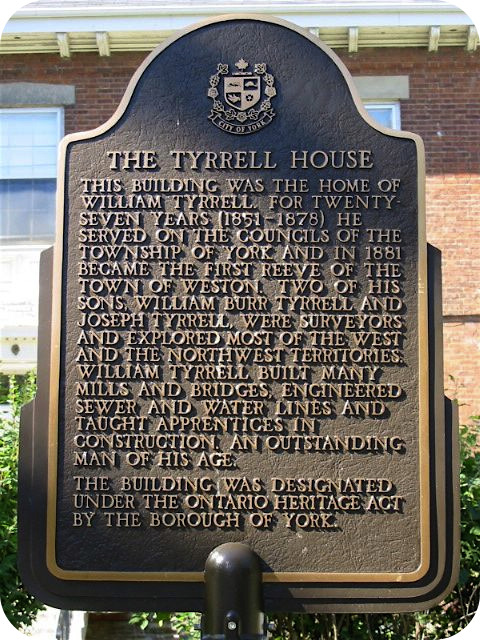 CITY OF YORK
THE TYRRELL HOUSE
THIS BUILDING WAS THE HOME OF
WILLIAM TYRRELL. FOR TWENTY-
SEVEN YEARS (1851-1878) HE
SERVED ON THE COUNCILS OF THE
TOWNSHIP OF YORK AND IN 1881
BECAME THE FIRST REEVE OF THE
TOWN OF WESTON. TWO OF HIS
SONS, WILLIAM BURR TYRRELL AND
JOSEPH TYRRELL, WERE SURVEYORS
AND EXPLORED MOST OF THE WEST
AND THE NORTHWEST TERRITORIES.
WILLIAM TYRRELL BUILT MANY
MILLS AND BRIDGES, ENGINEERED
SEWER AND WATER LINES AND
TAUGHT APPRENTICES IN
CONSTRUCTION. AN OUTSTANDING
MAN OF HIS AGE.
THE BUILDING WAS DESIGNATED
UNDER THE ONTARIO HERITAGE ACT
BY THE BOROUGH OF YORK.